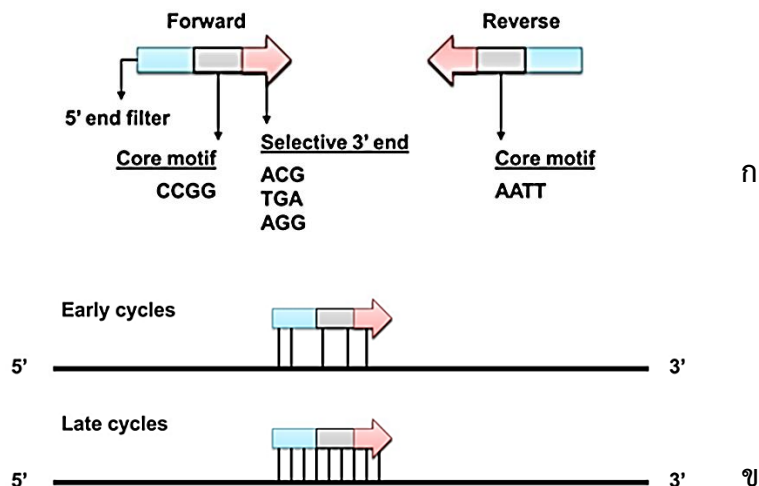 Forward
Reverse
5' end filter
Core motif
CCGG
Selective 3' end
ACG
TGA
AGG
Core motif
AATT
ก
Early cycles
5'
3'
Late cycles
5'
3'
ข